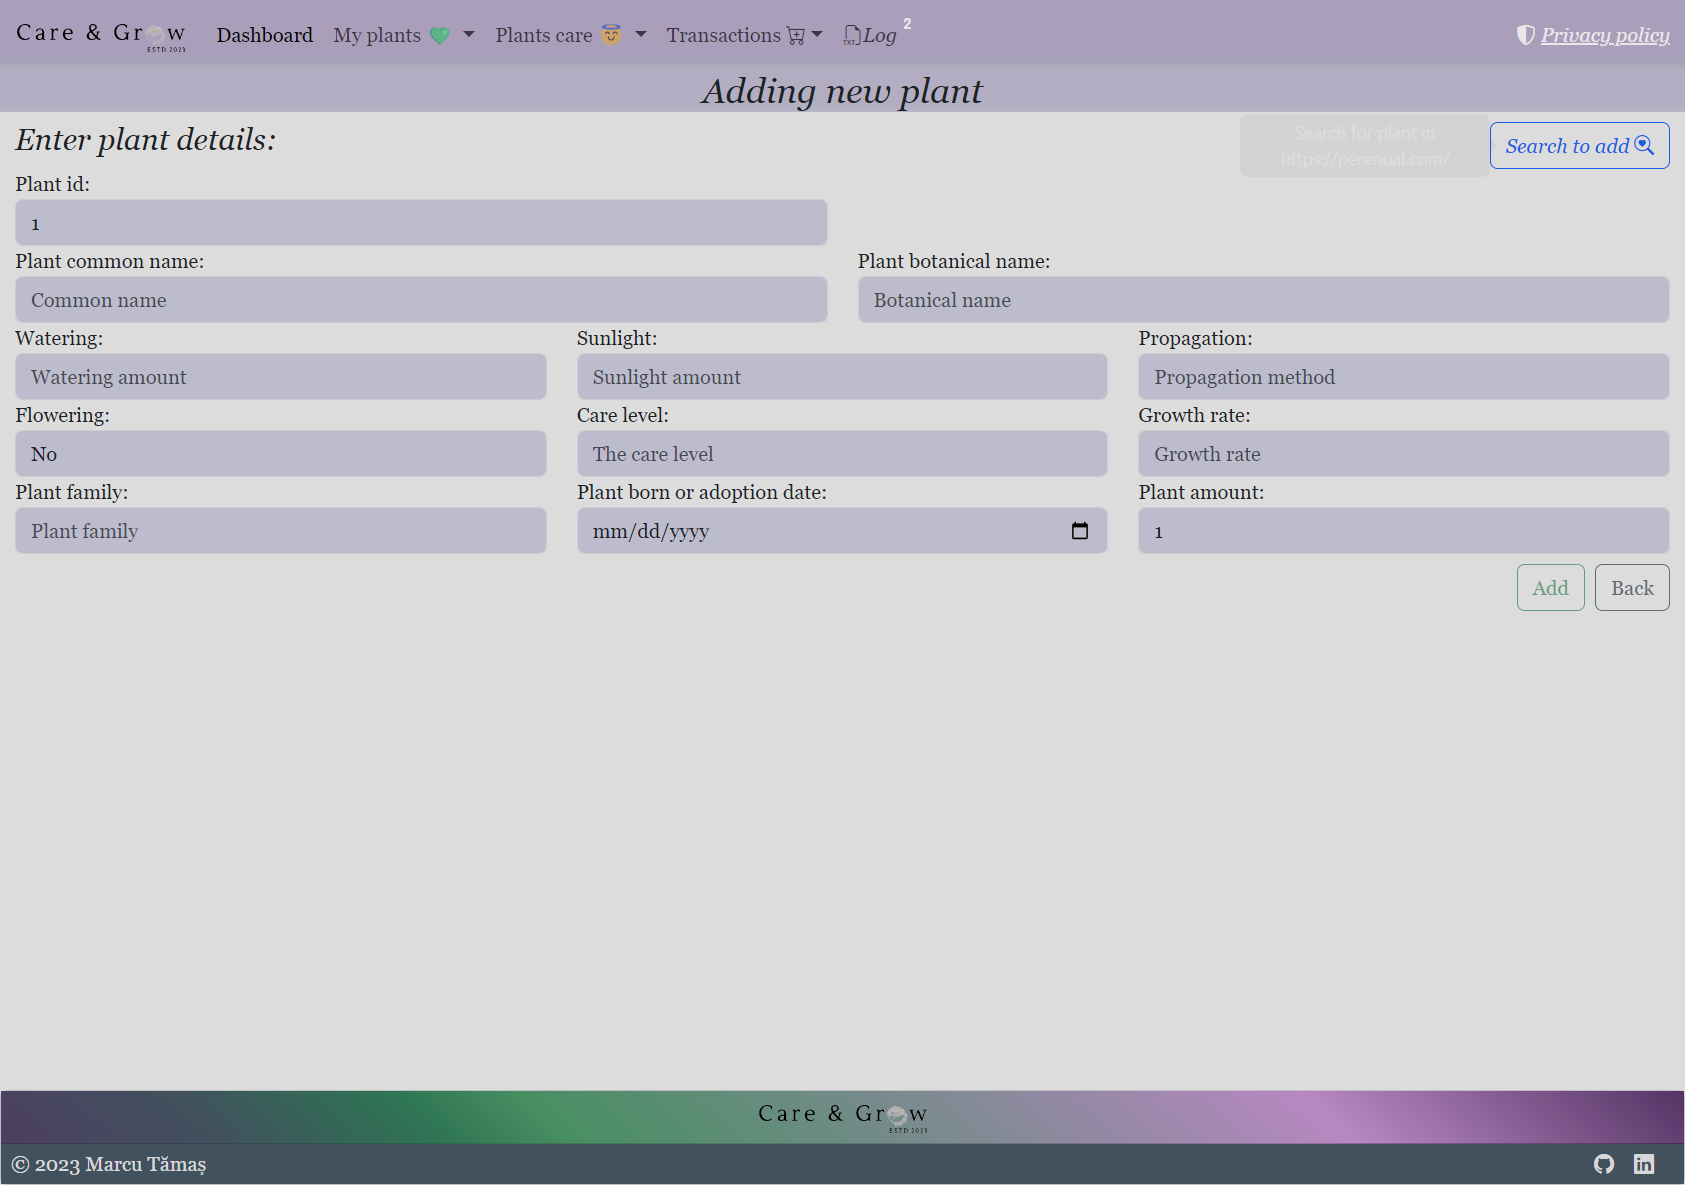 Care & Grow
ESTD 2023
Dashboard My plants Plants care Transactions TXT Log 2 Privacy policy
Adding new plant
Enter plant details:
Search for plant in
https://perenual.com/
Search to add
Plant id:
1
Plant common name: Plant botanical name:
Common name Botanical name
Watering: Sunlight: Propagation:
Watering amount Sunlight amount Propagation method
Flowering: Care level: Growth rate:
No The care level Growth rate
Plant family: Plant born or adoption date: Plant amount:
Plant family mm/dd/yyyy 1
Add Back
Care & Grow
ESTD 2023
© 2023 Marcu Tămaș
in